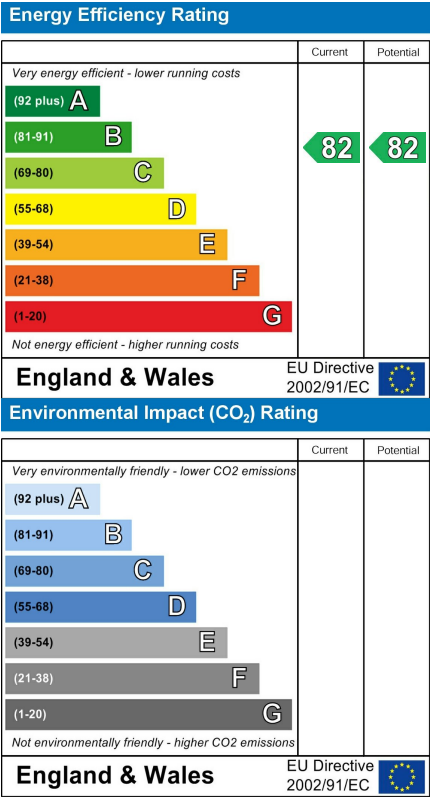 Energy Efficiency Rating
Current Potential
Very energy efficient - lower running costs
(92 plus) A
(81-91) B
82 82
(69-80) C
(55-68) D
(39-54) E
(21-38) F
(1-20) G
Not energy efficient - higher running costs
England & Wales
EU Directive
2002/91/EC
Environmental Impact (CO₂) Rating
Current Potential
Very environmentally friendly - lower CO2 emissions
(92 plus) A
(81-91) B
(69-80) C
(55-68) D
(39-54) E
(21-38) F
(1-20) G
Not environmentally friendly - higher CO2 emissions
England & Wales
EU Directive
2002/91/EC